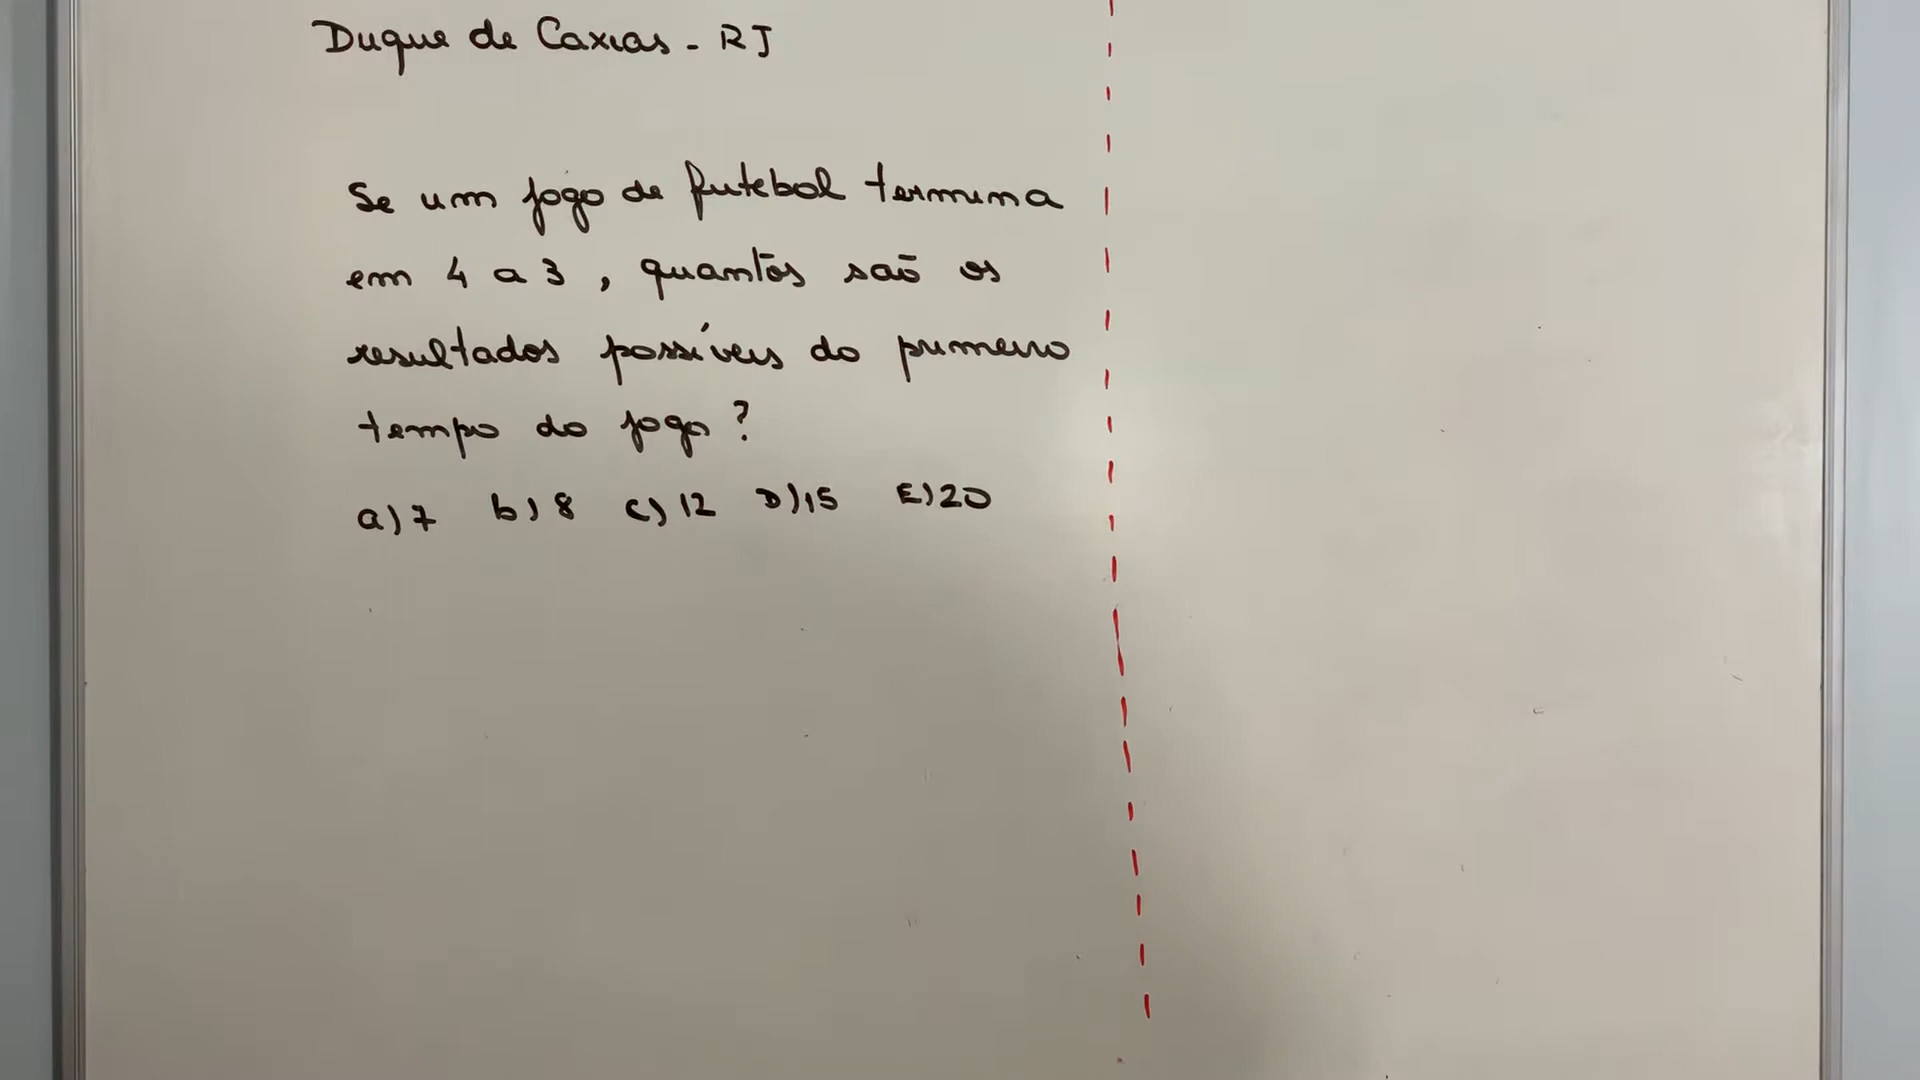 Duque de Caxias - RJ
Se um jogo de futebol termina
em 4 a 3, quantos são os
resultados possíveis do primeiro
tempo do jogo?
a) 7 b) 8 c) 12 D) 15 E) 20